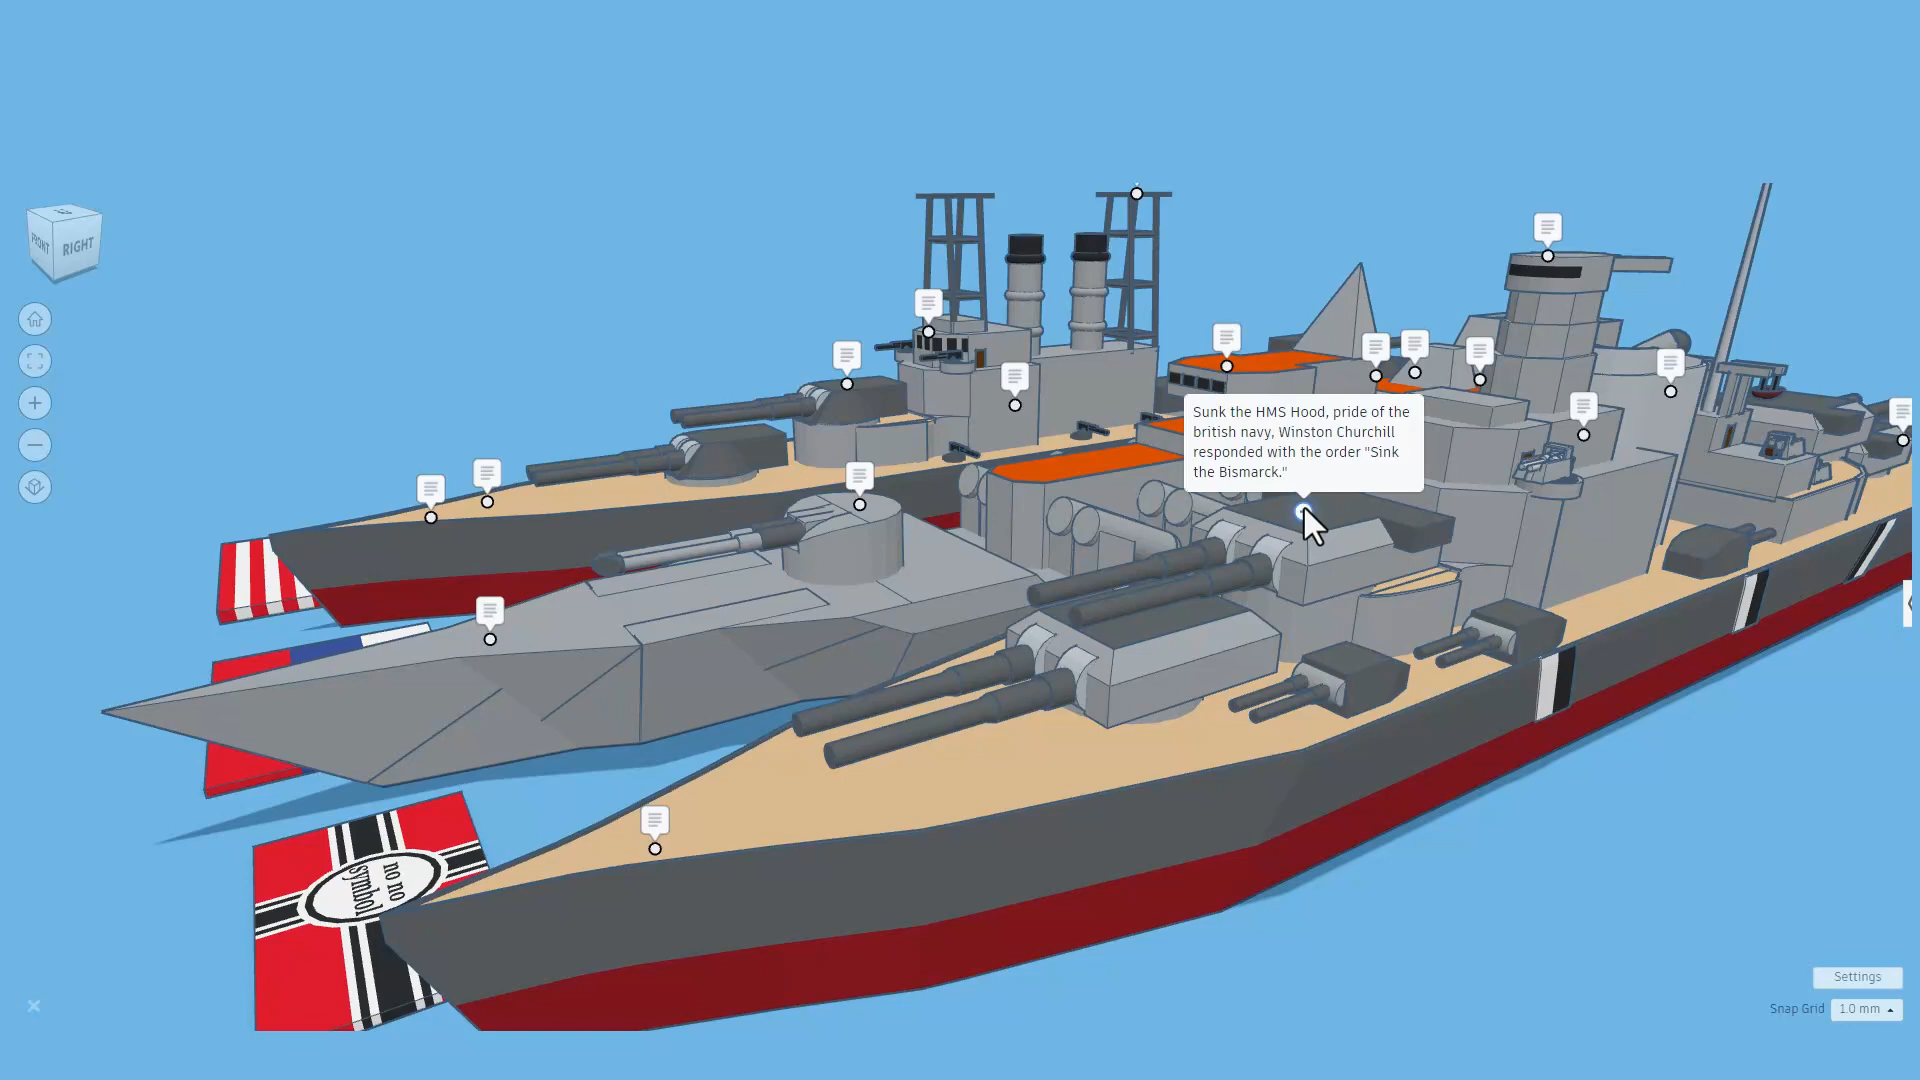 FRONT
RIGHT
Sunk the HMS Hood, pride of the
british navy, Winston Churchill
responded with the order "Sink
the Bismarck."
no no
symbol
Settings
Snap Grid 1.0 mm